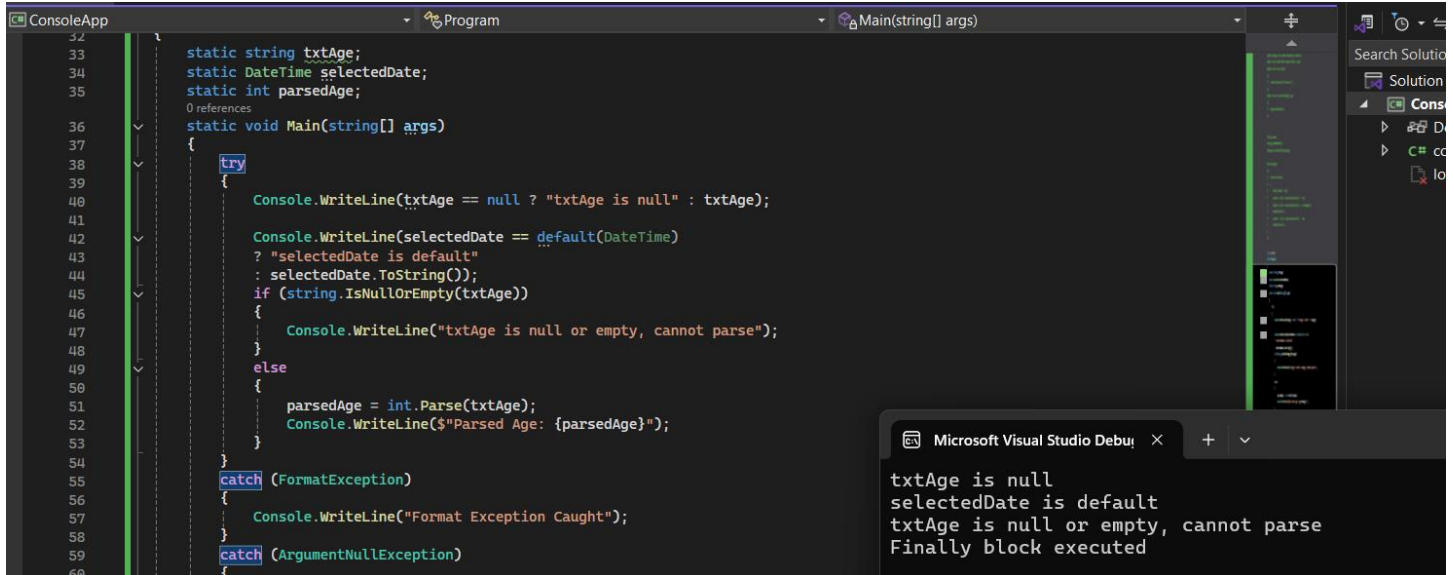 ConsoleApp
Program
Main(string[] args)
32 {
33 static string txtAge;
34 static DateTime selectedDate;
35 static int parsedAge;
0 references
36 static void Main(string[] args)
37 {
38 try
39 {
40 Console.WriteLine(txtAge == null ? "txtAge is null" : txtAge);
41
42 Console.WriteLine(selectedDate == default(DateTime)
43 ? "selectedDate is default"
44 : selectedDate.ToString());
45 if (string.IsNullOrEmpty(txtAge))
46 {
47 Console.WriteLine("txtAge is null or empty, cannot parse");
48 }
49 else
50 {
51 parsedAge = int.Parse(txtAge);
52 Console.WriteLine($"Parsed Age: {parsedAge}");
53 }
54 }
55 catch (FormatException)
56 {
57 Console.WriteLine("Format Exception Caught");
58 }
59 catch (ArgumentNullException)
60 {
Search Solutio
Solution
Conso
De
C# co
lo
Microsoft Visual Studio Debu
txtAge is null
selectedDate is default
txtAge is null or empty, cannot parse
Finally block executed